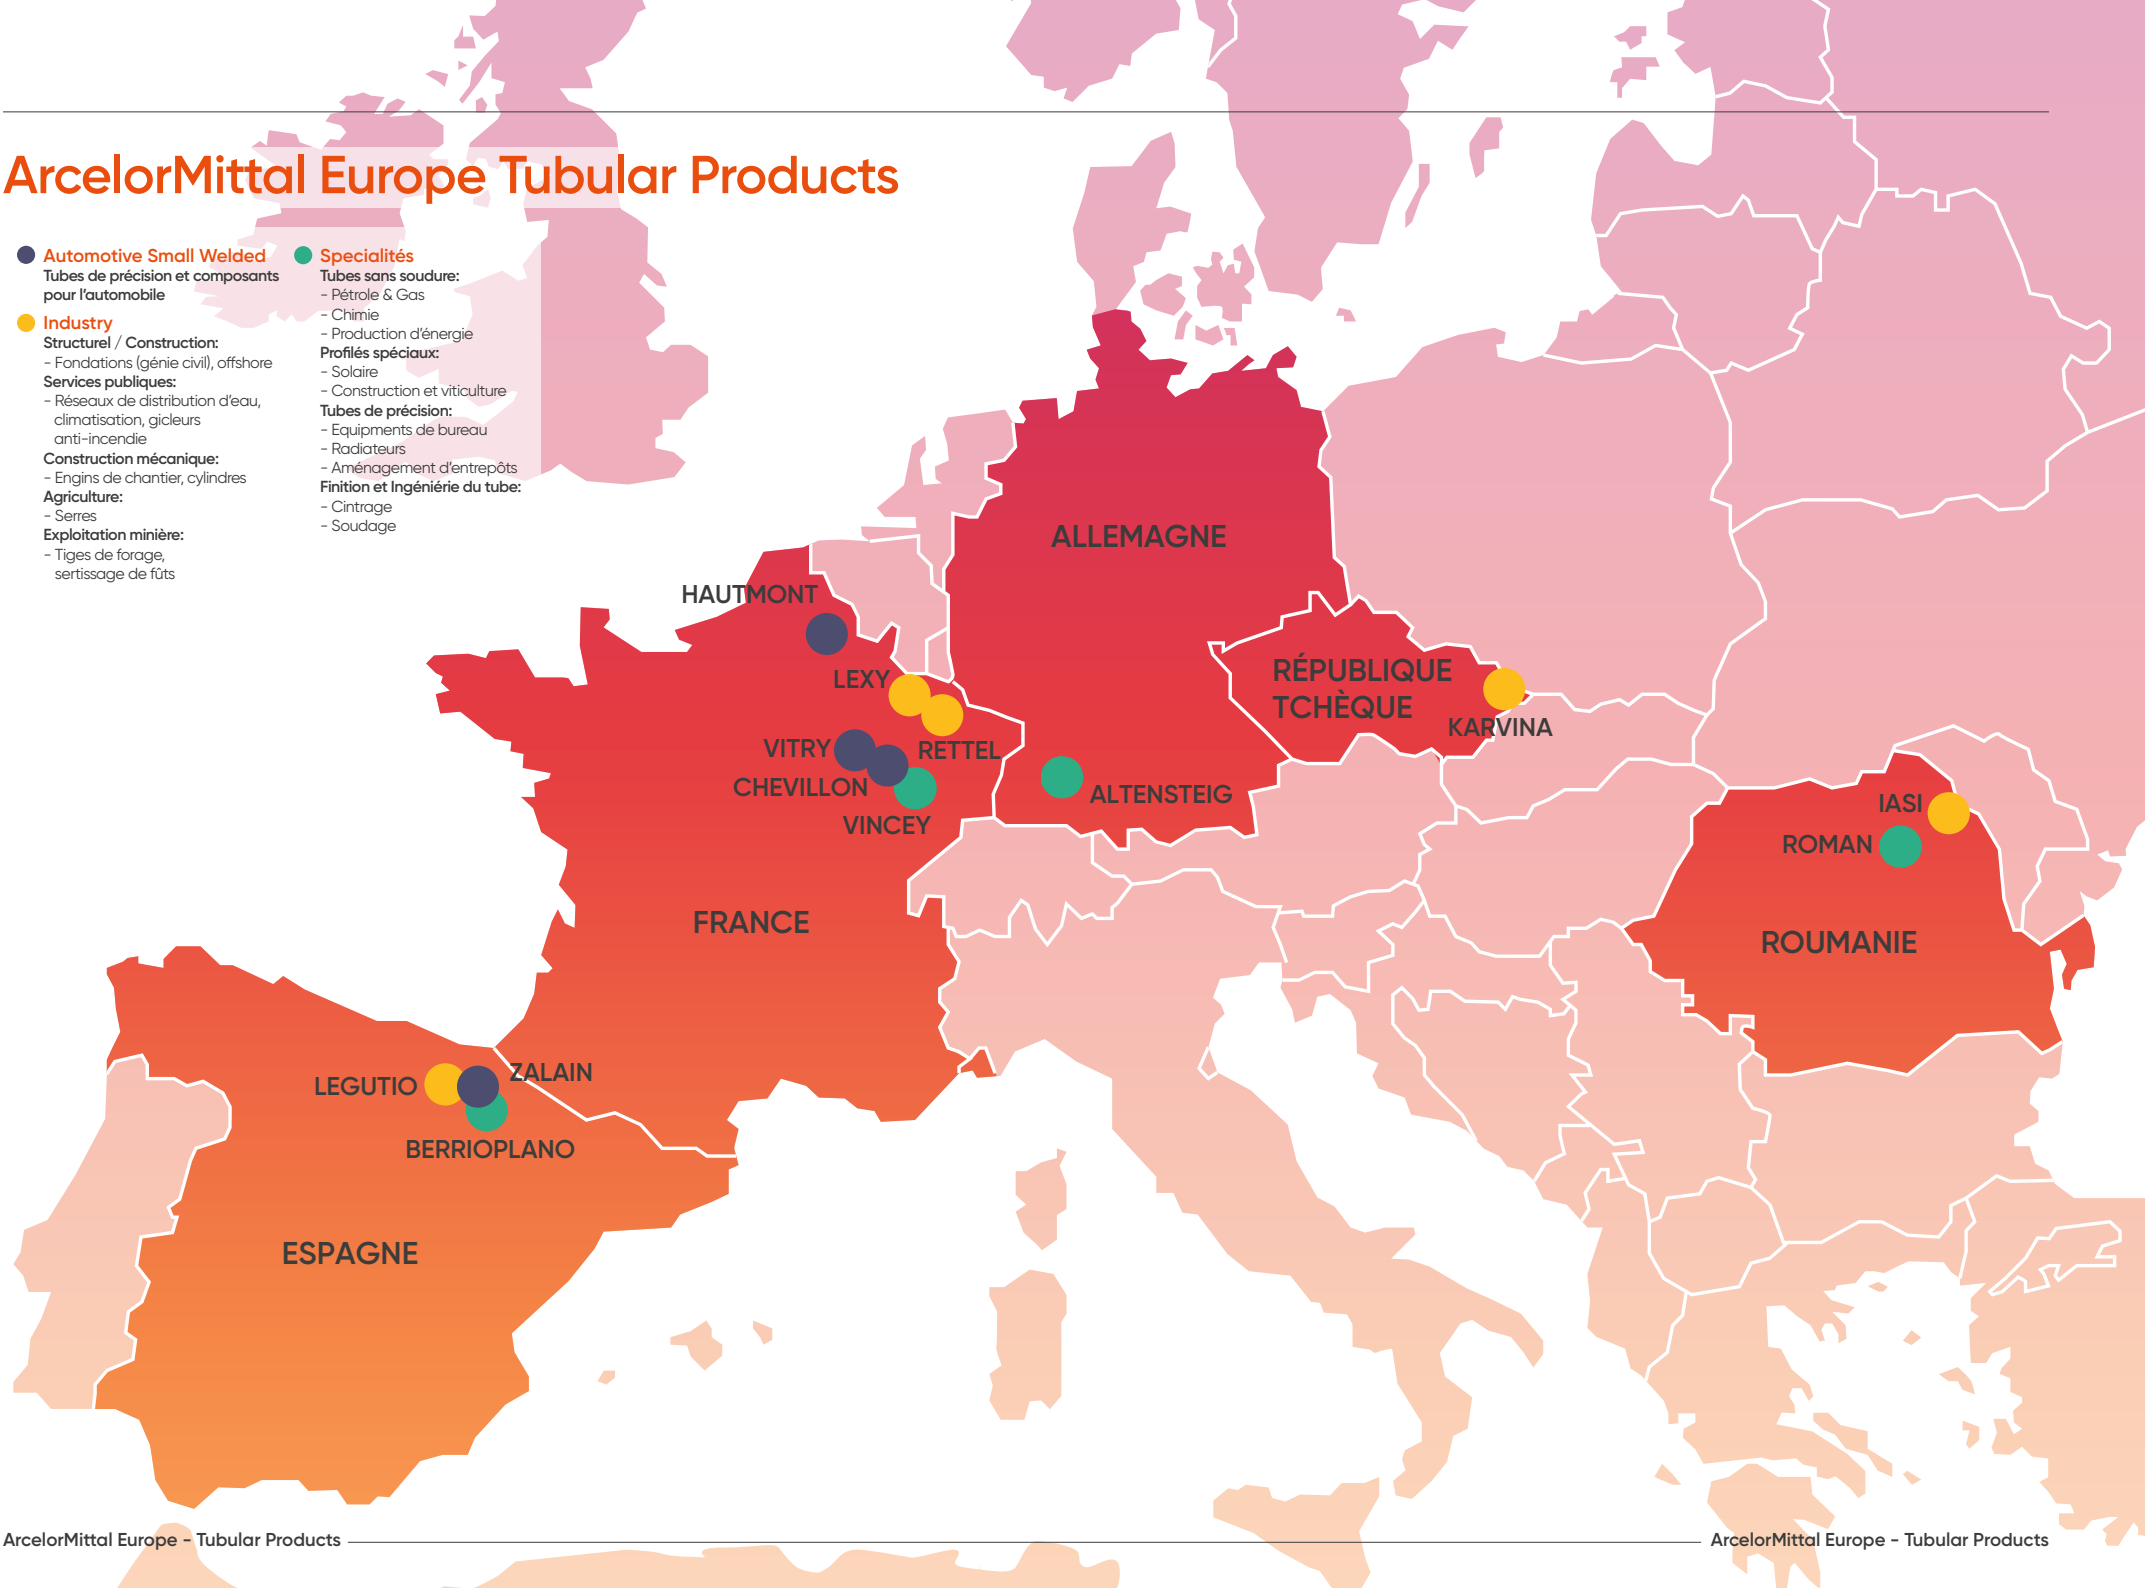 ArcelorMittal Europe Tubular Products
Automotive Small Welded
Tubes de précision et composants
pour l'automobile
Industry
Structurel / Construction:
- Fondations (génie civil), offshore
Services publiques:
- Réseaux de distribution d'eau,
climatisation, gicleurs
anti-incendie
Construction mécanique:
- Engins de chantier, cylindres
Agriculture:
- Serres
Exploitation minière:
- Tiges de forage,
sertissage de fûts
Specialités
Tubes sans soudure:
- Pétrole & Gas
- Chimie
- Production d'énergie
Profilés spéciaux:
- Solaire
- Construction et viticulture
Tubes de précision:
- Equipments de bureau
- Radiateurs
- Aménagement d'entrepôts
Finition et Ingéniérie du tube:
- Cintrage
- Soudage
ALLEMAGNE
HAUTMONT
LEXY
RÉPUBLIQUE
TCHÈQUE
KARVINA
VITRY
RETTEL
CHEVILLON
ALTENSTEIG
VINCEY
IASI
ROMAN
FRANCE
ROUMANIE
ZALAIN
LEGUTIO
BERRIOPLANO
ESPAGNE
ArcelorMittal Europe - Tubular Products
ArcelorMittal Europe - Tubular Products